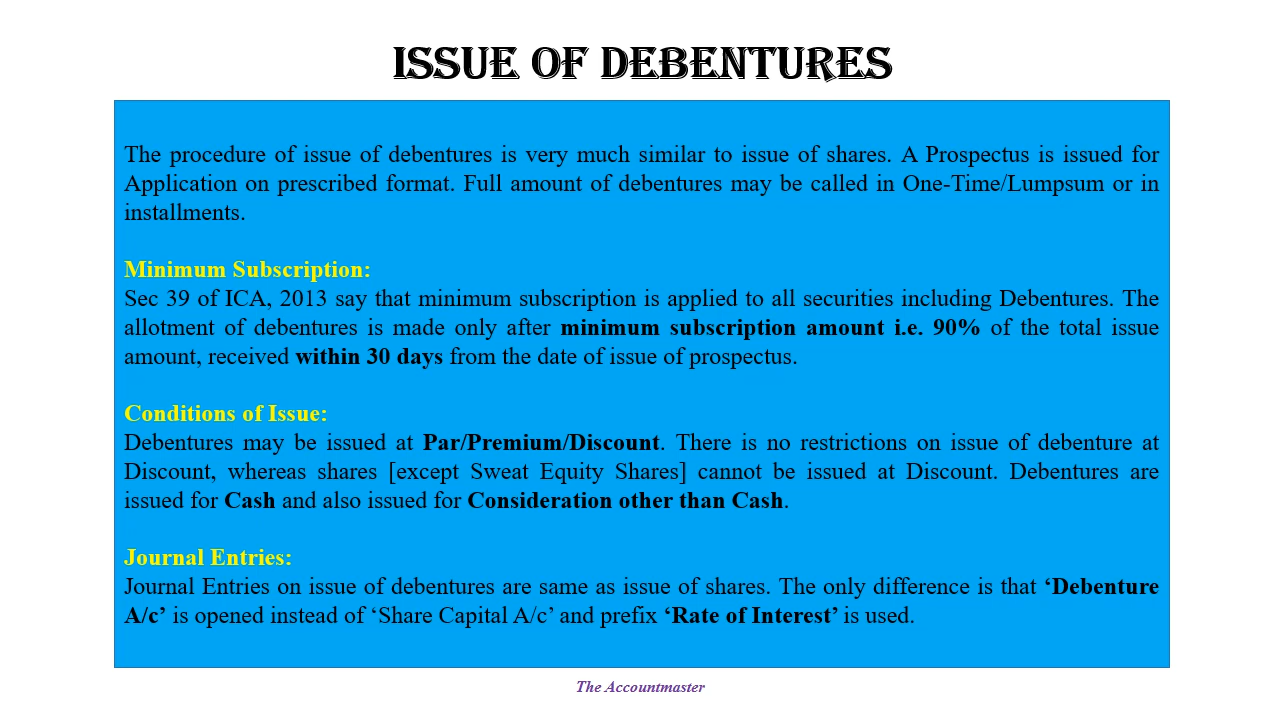 ISSUE OF DEBENTURES
The procedure of issue of debentures is very much similar to issue of shares. A Prospectus is issued for
Application on prescribed format. Full amount of debentures may be called in One-Time/Lumpsum or in
installments.
Minimum Subscription:
Sec 39 of ICA, 2013 say that minimum subscription is applied to all securities including Debentures. The
allotment of debentures is made only after minimum subscription amount i.e. 90% of the total issue
amount, received within 30 days from the date of issue of prospectus.
Conditions of Issue:
Debentures may be issued at Par/Premium/Discount. There is no restrictions on issue of debenture at
Discount, whereas shares [except Sweat Equity Shares] cannot be issued at Discount. Debentures are
issued for Cash and also issued for Consideration other than Cash.
Journal Entries:
Journal Entries on issue of debentures are same as issue of shares. The only difference is that ‘Debenture
A/c’ is opened instead of ‘Share Capital A/c’ and prefix ‘Rate of Interest’ is used.
The Accountmaster